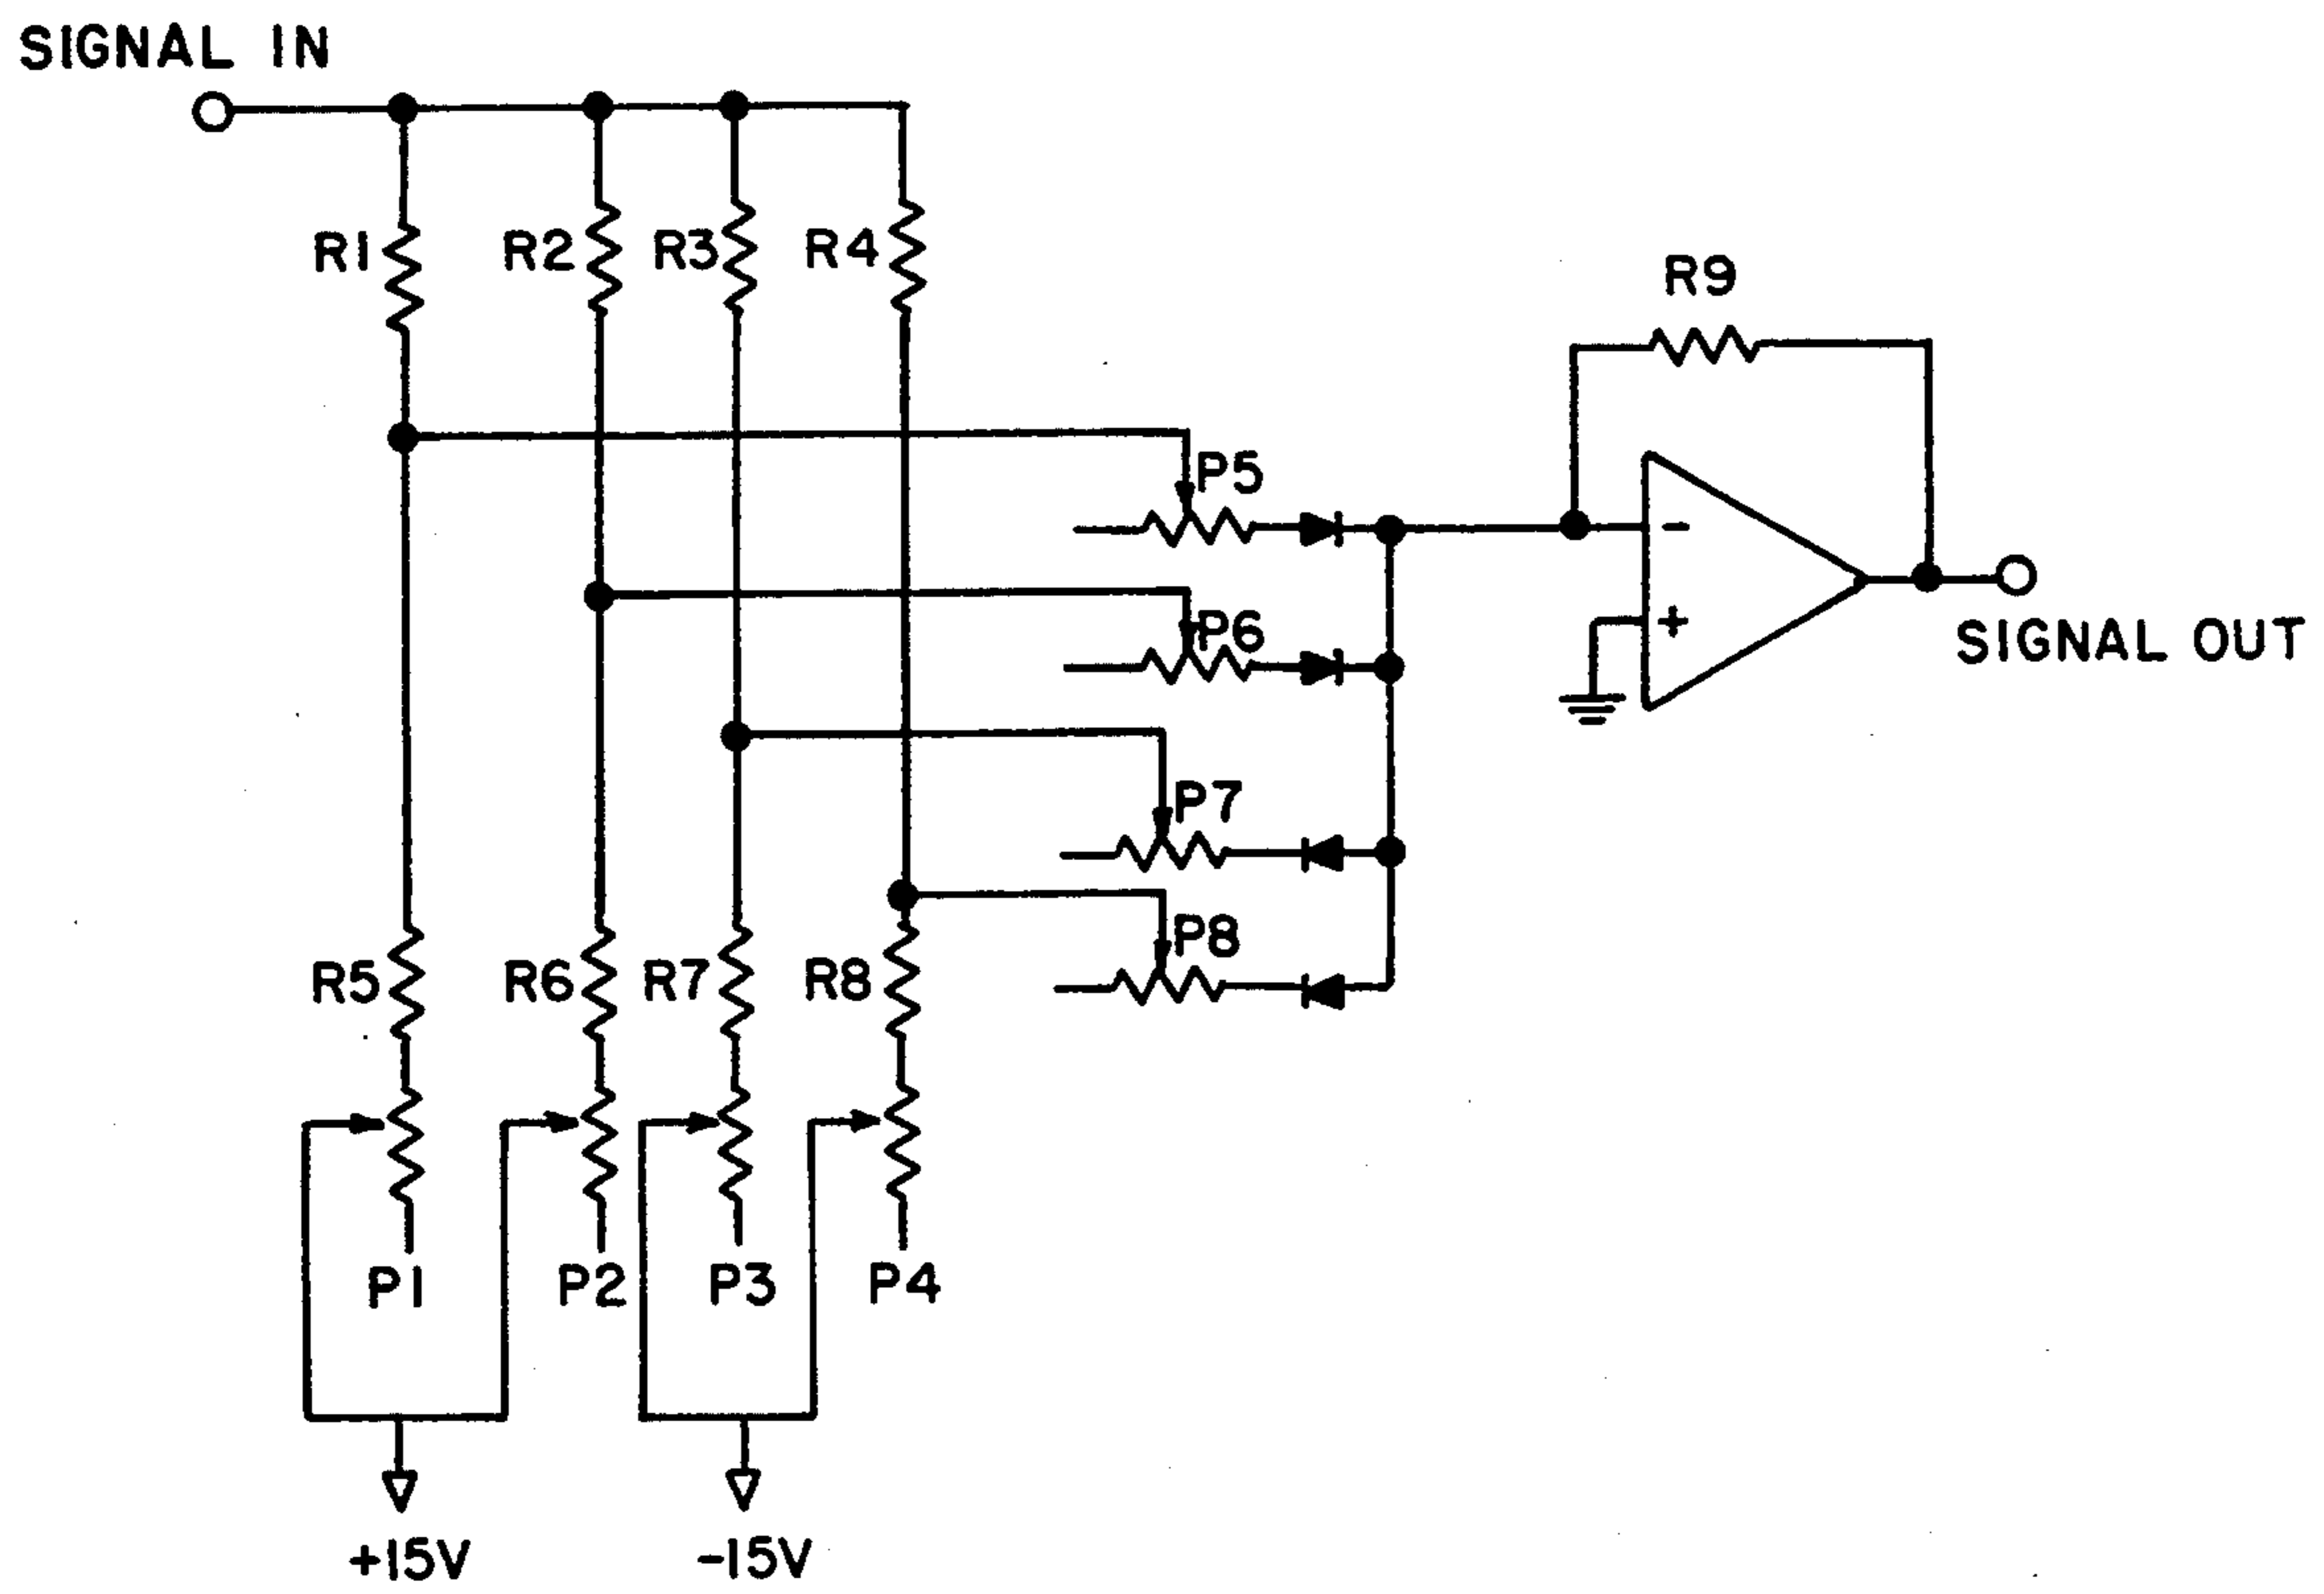 SIGNAL IN
R1
R2
R3
R4
R9
P5
-
P6
+
SIGNAL OUT
P7
P8
R5
R6
R7
R8
P1
P2
P3
P4
+15V
-15V